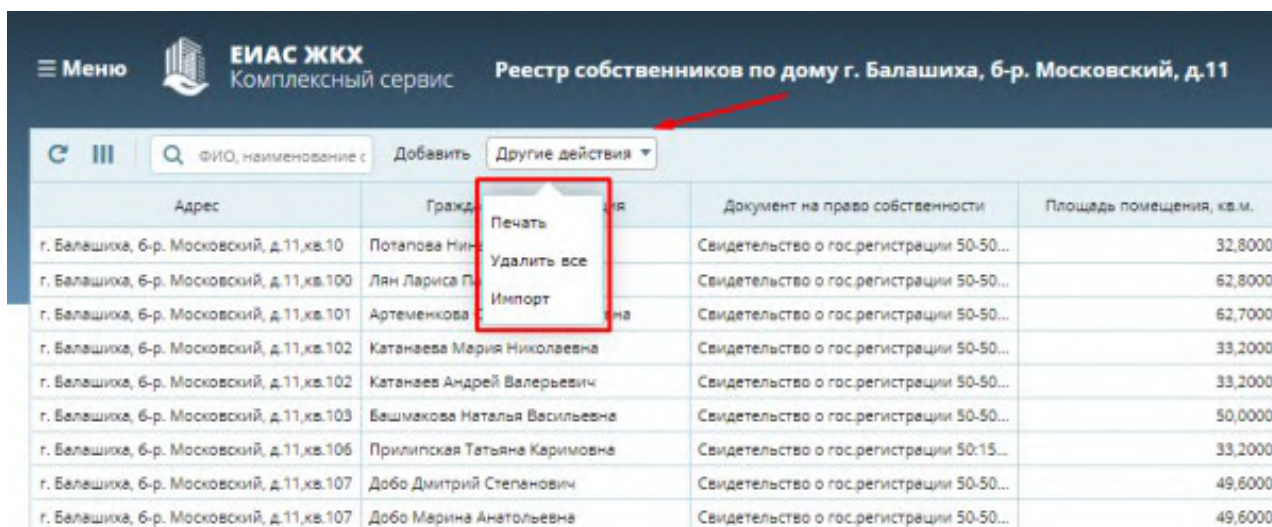 Меню
ЕИАС ЖКХ
Комплексный сервис
Реестр собственников по дому г. Балашиха, б-р. Московский, д.11
ФИО, наименование с Добавить Другие действия
Адрес Гражд ия Документ на право собственности Площадь помещения, кв.м.
Печать
Удалить все
Импорт
г. Балашиха, б-р. Московский, д.11,кв.10 Потапова Нин Свидетельство о гос.регистрации 50-50... 32,8000
г. Балашиха, б-р. Московский, д.11,кв.100 Лян Лариса П Свидетельство о гос.регистрации 50-50... 62,8000
г. Балашиха, б-р. Московский, д.11,кв.101 Артеменкова вна Свидетельство о гос.регистрации 50-50... 62,7000
г. Балашиха, б-р. Московский, д.11,кв.102 Катанаева Мария Николаевна Свидетельство о гос.регистрации 50-50... 33,2000
г. Балашиха, б-р. Московский, д.11,кв.102 Катанаев Андрей Валерьевич Свидетельство о гос.регистрации 50-50... 33,2000
г. Балашиха, б-р. Московский, д.11,кв.103 Башмакова Наталья Васильевна Свидетельство о гос.регистрации 50-50... 50,0000
г. Балашиха, б-р. Московский, д.11,кв.106 Прилипская Татьяна Каримовна Свидетельство о гос.регистрации 50:15... 33,2000
г. Балашиха, б-р. Московский, д.11,кв.107 Добо Дмитрий Степанович Свидетельство о гос.регистрации 50-50... 49,6000
г. Балашиха, б-р. Московский, д.11,кв.107 Добо Марина Анатольевна Свидетельство о гос.регистрации 50-50... 49,6000